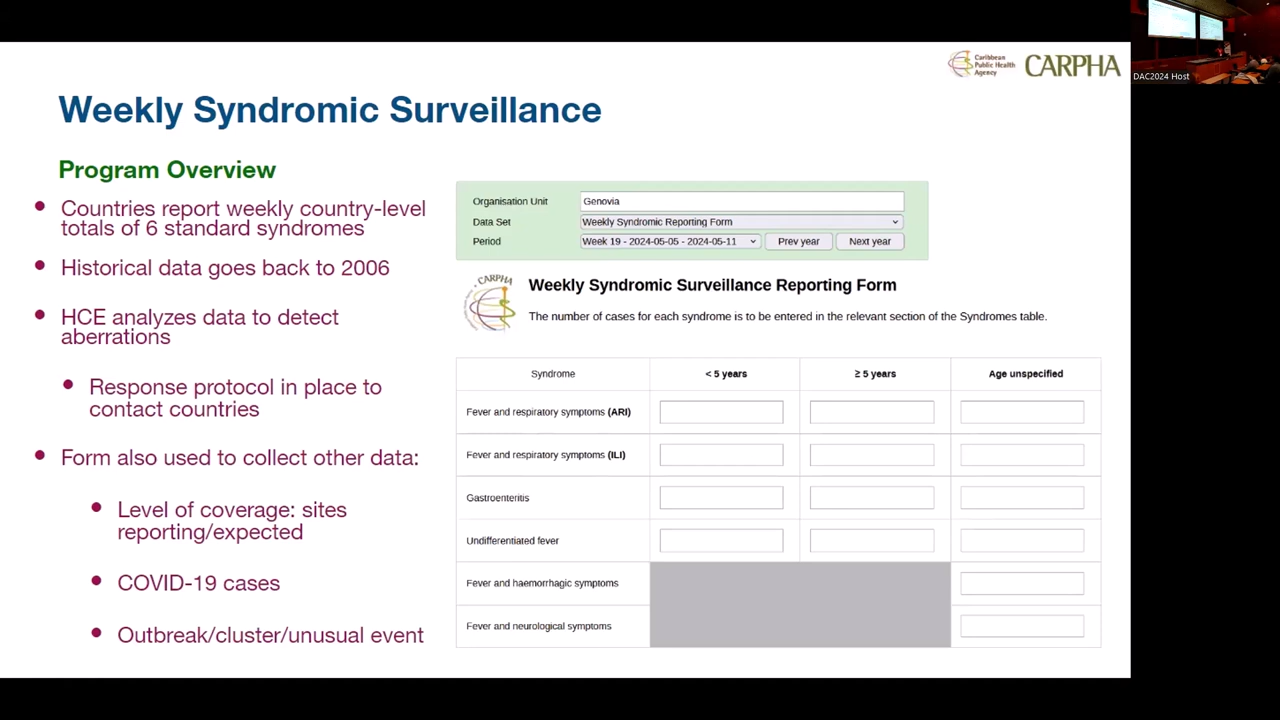 Caribbean
Public Health
Agency
CARPHA
DAC2024 Host
Weekly Syndromic Surveillance
Program Overview
• Countries report weekly country-level
totals of 6 standard syndromes
• Historical data goes back to 2006
• HCE analyzes data to detect
aberrations
• Response protocol in place to
contact countries
• Form also used to collect other data:
• Level of coverage: sites
reporting/expected
• COVID-19 cases
• Outbreak/cluster/unusual event
Organisation Unit Genovia
Data Set Weekly Syndromic Reporting Form
Period Week 19 - 2024-05-05 - 2024-05-11 Prev year Next year
CARPHA
Weekly Syndromic Surveillance Reporting Form
The number of cases for each syndrome is to be entered in the relevant section of the Syndromes table.
Syndrome < 5 years ≥ 5 years Age unspecified
Fever and respiratory symptoms (ARI)
Fever and respiratory symptoms (ILI)
Gastroenteritis
Undifferentiated fever
Fever and haemorrhagic symptoms
Fever and neurological symptoms